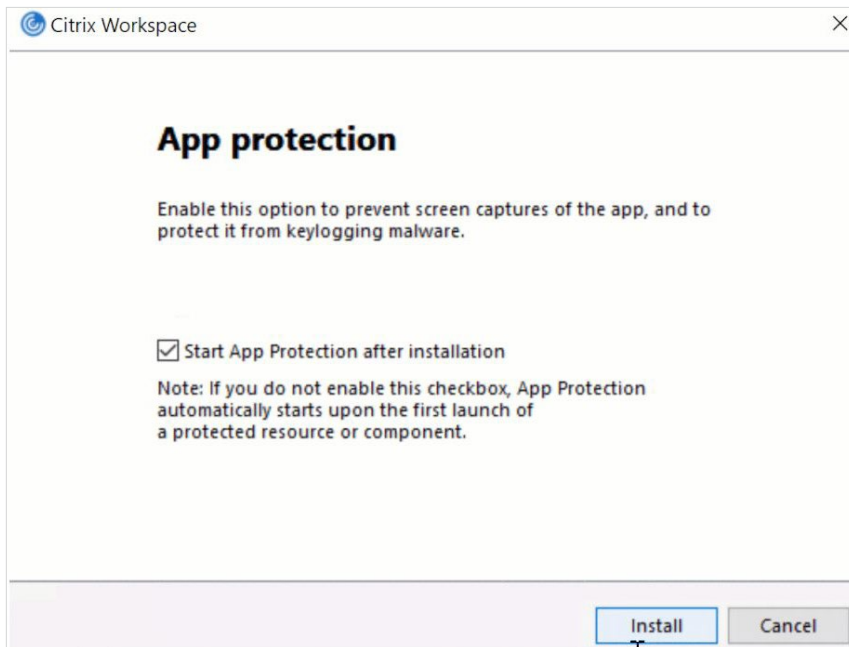 Citrix Workspace
App protection
Enable this option to prevent screen captures of the app, and to
protect it from keylogging malware.
Start App Protection after installation
Note: If you do not enable this checkbox, App Protection
automatically starts upon the first launch of
a protected resource or component.
Install
Cancel